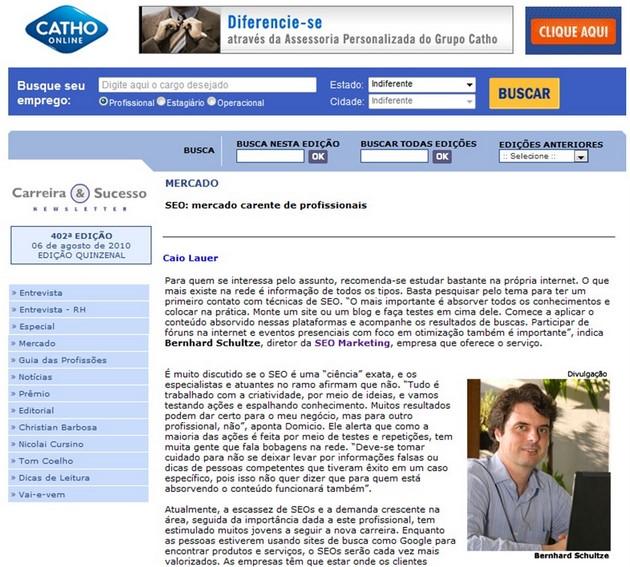 CATHO
ONLINE
Diferencie-se
através da Assessoria Personalizada do Grupo Catho
CLIQUE AQUI
Busque seu
emprego:
Digite aqui o cargo desejado
Profissional Estagiário Operacional
Estado: Indiferente
Cidade: Indiferente
BUSCAR
BUSCA
BUSCA NESTA EDIÇÃO
OK
BUSCAR TODAS EDIÇÕES
OK
EDIÇÕES ANTERIORES
:: Selecione ::
Carreira & Sucesso
NEWSLETTER
402ª EDIÇÃO
06 de agosto de 2010
EDIÇÃO QUINZENAL
» Entrevista
» Entrevista - RH
» Especial
» Mercado
» Guia das Profissões
» Notícias
» Prêmio
» Editorial
» Christian Barbosa
» Nicolai Cursino
» Tom Coelho
» Dicas de Leitura
» Vai-e-vem
MERCADO
SEO: mercado carente de profissionais
Caio Lauer
Para quem se interessa pelo assunto, recomenda-se estudar bastante na própria internet. O que
mais existe na rede é informação de todos os tipos. Basta pesquisar pelo tema para ter um
primeiro contato com técnicas de SEO. “O mais importante é absorver todos os conhecimentos e
colocar na prática. Monte um site ou um blog e faça testes em cima dele. Comece a aplicar o
conteúdo absorvido nessas plataformas e acompanhe os resultados de buscas. Participar de
fóruns na internet e eventos presenciais com foco em otimização também é importante”, indica
Bernhard Schultze, diretor da SEO Marketing, empresa que oferece o serviço.
É muito discutido se o SEO é uma “ciência” exata, e os
especialistas e atuantes no ramo afirmam que não. “Tudo é
trabalhado com a criatividade, por meio de ideias, e vamos
testando ações e espalhando conhecimento. Muitos resultados
podem dar certo para o meu negócio, mas para outro
profissional, não”, aponta Domicio. Ele alerta que como a
maioria das ações é feita por meio de testes e repetições, tem
muita gente que fala bobagens na rede. “Deve-se tomar
cuidado para não se deixar levar por informações falsas ou
dicas de pessoas competentes que tiveram êxito em um caso
específico, pois isso não quer dizer que para quem está
absorvendo o conteúdo funcionará também”.
Divulgação
Bernhard Schultze
Atualmente, a escassez de SEOs e a demanda crescente na
área, seguida da importância dada a este profissional, tem
estimulado muitos jovens a seguir a nova carreira. Enquanto
as pessoas estiverem usando sites de busca como Google para
encontrar produtos e serviços, o SEOs serão cada vez mais
valorizados. As empresas têm que estar onde os clientes